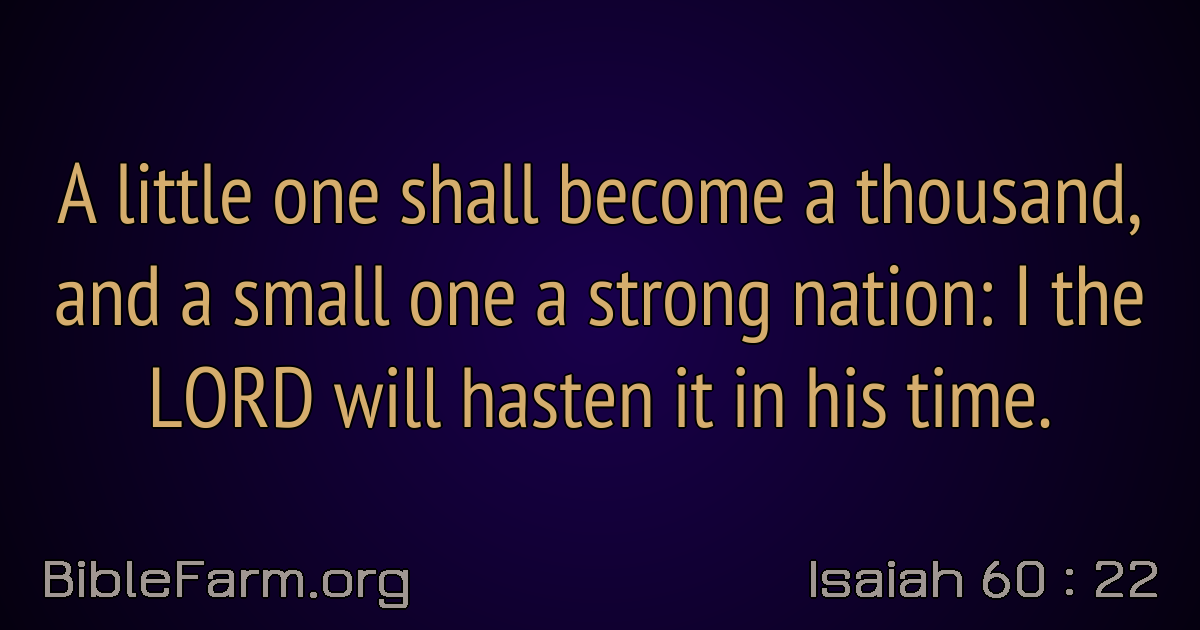 A little one shall become a thousand,
and a small one a strong nation: I the
LORD will hasten it in his time.
BibleFarm.org
Isaiah 60 : 22